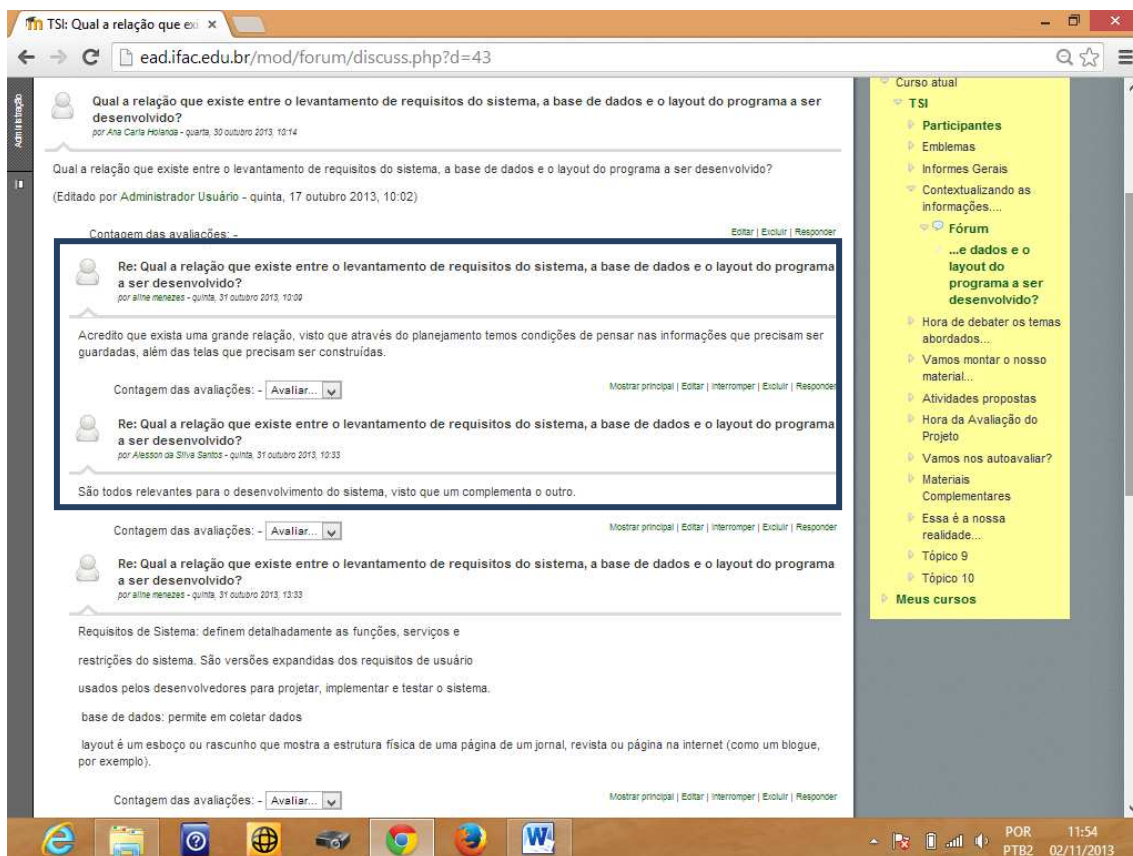 TSI: Qual a relação que exi
ead.ifac.edu.br/mod/forum/discuss.php?d=43
Administração
Qual a relação que existe entre o levantamento de requisitos do sistema, a base de dados e o layout do programa a ser
desenvolvido?
por Ana Carla Holanda - quarta, 30 outubro 2013, 10:14
Qual a relação que existe entre o levantamento de requisitos do sistema, a base de dados e o layout do programa a ser desenvolvido?
(Editado por Administrador Usuário - quinta, 17 outubro 2013, 10:02)
Contagem das avaliações: -
Editar | Excluir | Responder
Re: Qual a relação que existe entre o levantamento de requisitos do sistema, a base de dados e o layout do programa
a ser desenvolvido?
por aline menezes - quinta, 31 outubro 2013, 10:09
Acredito que exista uma grande relação, visto que através do planejamento temos condições de pensar nas informações que precisam ser
guardadas, além das telas que precisam ser construídas.
Contagem das avaliações: - Avaliar...
Mostrar principal | Editar | Interromper | Excluir | Responder
Re: Qual a relação que existe entre o levantamento de requisitos do sistema, a base de dados e o layout do programa
a ser desenvolvido?
por Alesson da Silva Santos - quinta, 31 outubro 2013, 10:33
São todos relevantes para o desenvolvimento do sistema, visto que um complementa o outro.
Contagem das avaliações: - Avaliar...
Mostrar principal | Editar | Interromper | Excluir | Responder
Re: Qual a relação que existe entre o levantamento de requisitos do sistema, a base de dados e o layout do programa
a ser desenvolvido?
por aline menezes - quinta, 31 outubro 2013, 13:33
Requisitos de Sistema: definem detalhadamente as funções, serviços e
restrições do sistema. São versões expandidas dos requisitos de usuário
usados pelos desenvolvedores para projetar, implementar e testar o sistema.
base de dados: permite em coletar dados
layout é um esboço ou rascunho que mostra a estrutura física de uma página de um jornal, revista ou página na internet (como um blogue,
por exemplo).
Contagem das avaliações: - Avaliar...
Mostrar principal | Editar | Interromper | Excluir | Responder
Curso atual
TSI
Participantes
Emblemas
Informes Gerais
Contextualizando as
informações....
Fórum
...e dados e o
layout do
programa a ser
desenvolvido?
Hora de debater os temas
abordados...
Vamos montar o nosso
material...
Atividades propostas
Hora da Avaliação do
Projeto
Vamos nos autoavaliar?
Materiais
Complementares
Essa é a nossa
realidade...
Tópico 9
Tópico 10
Meus cursos
POR
PTB2
11:54
02/11/2013